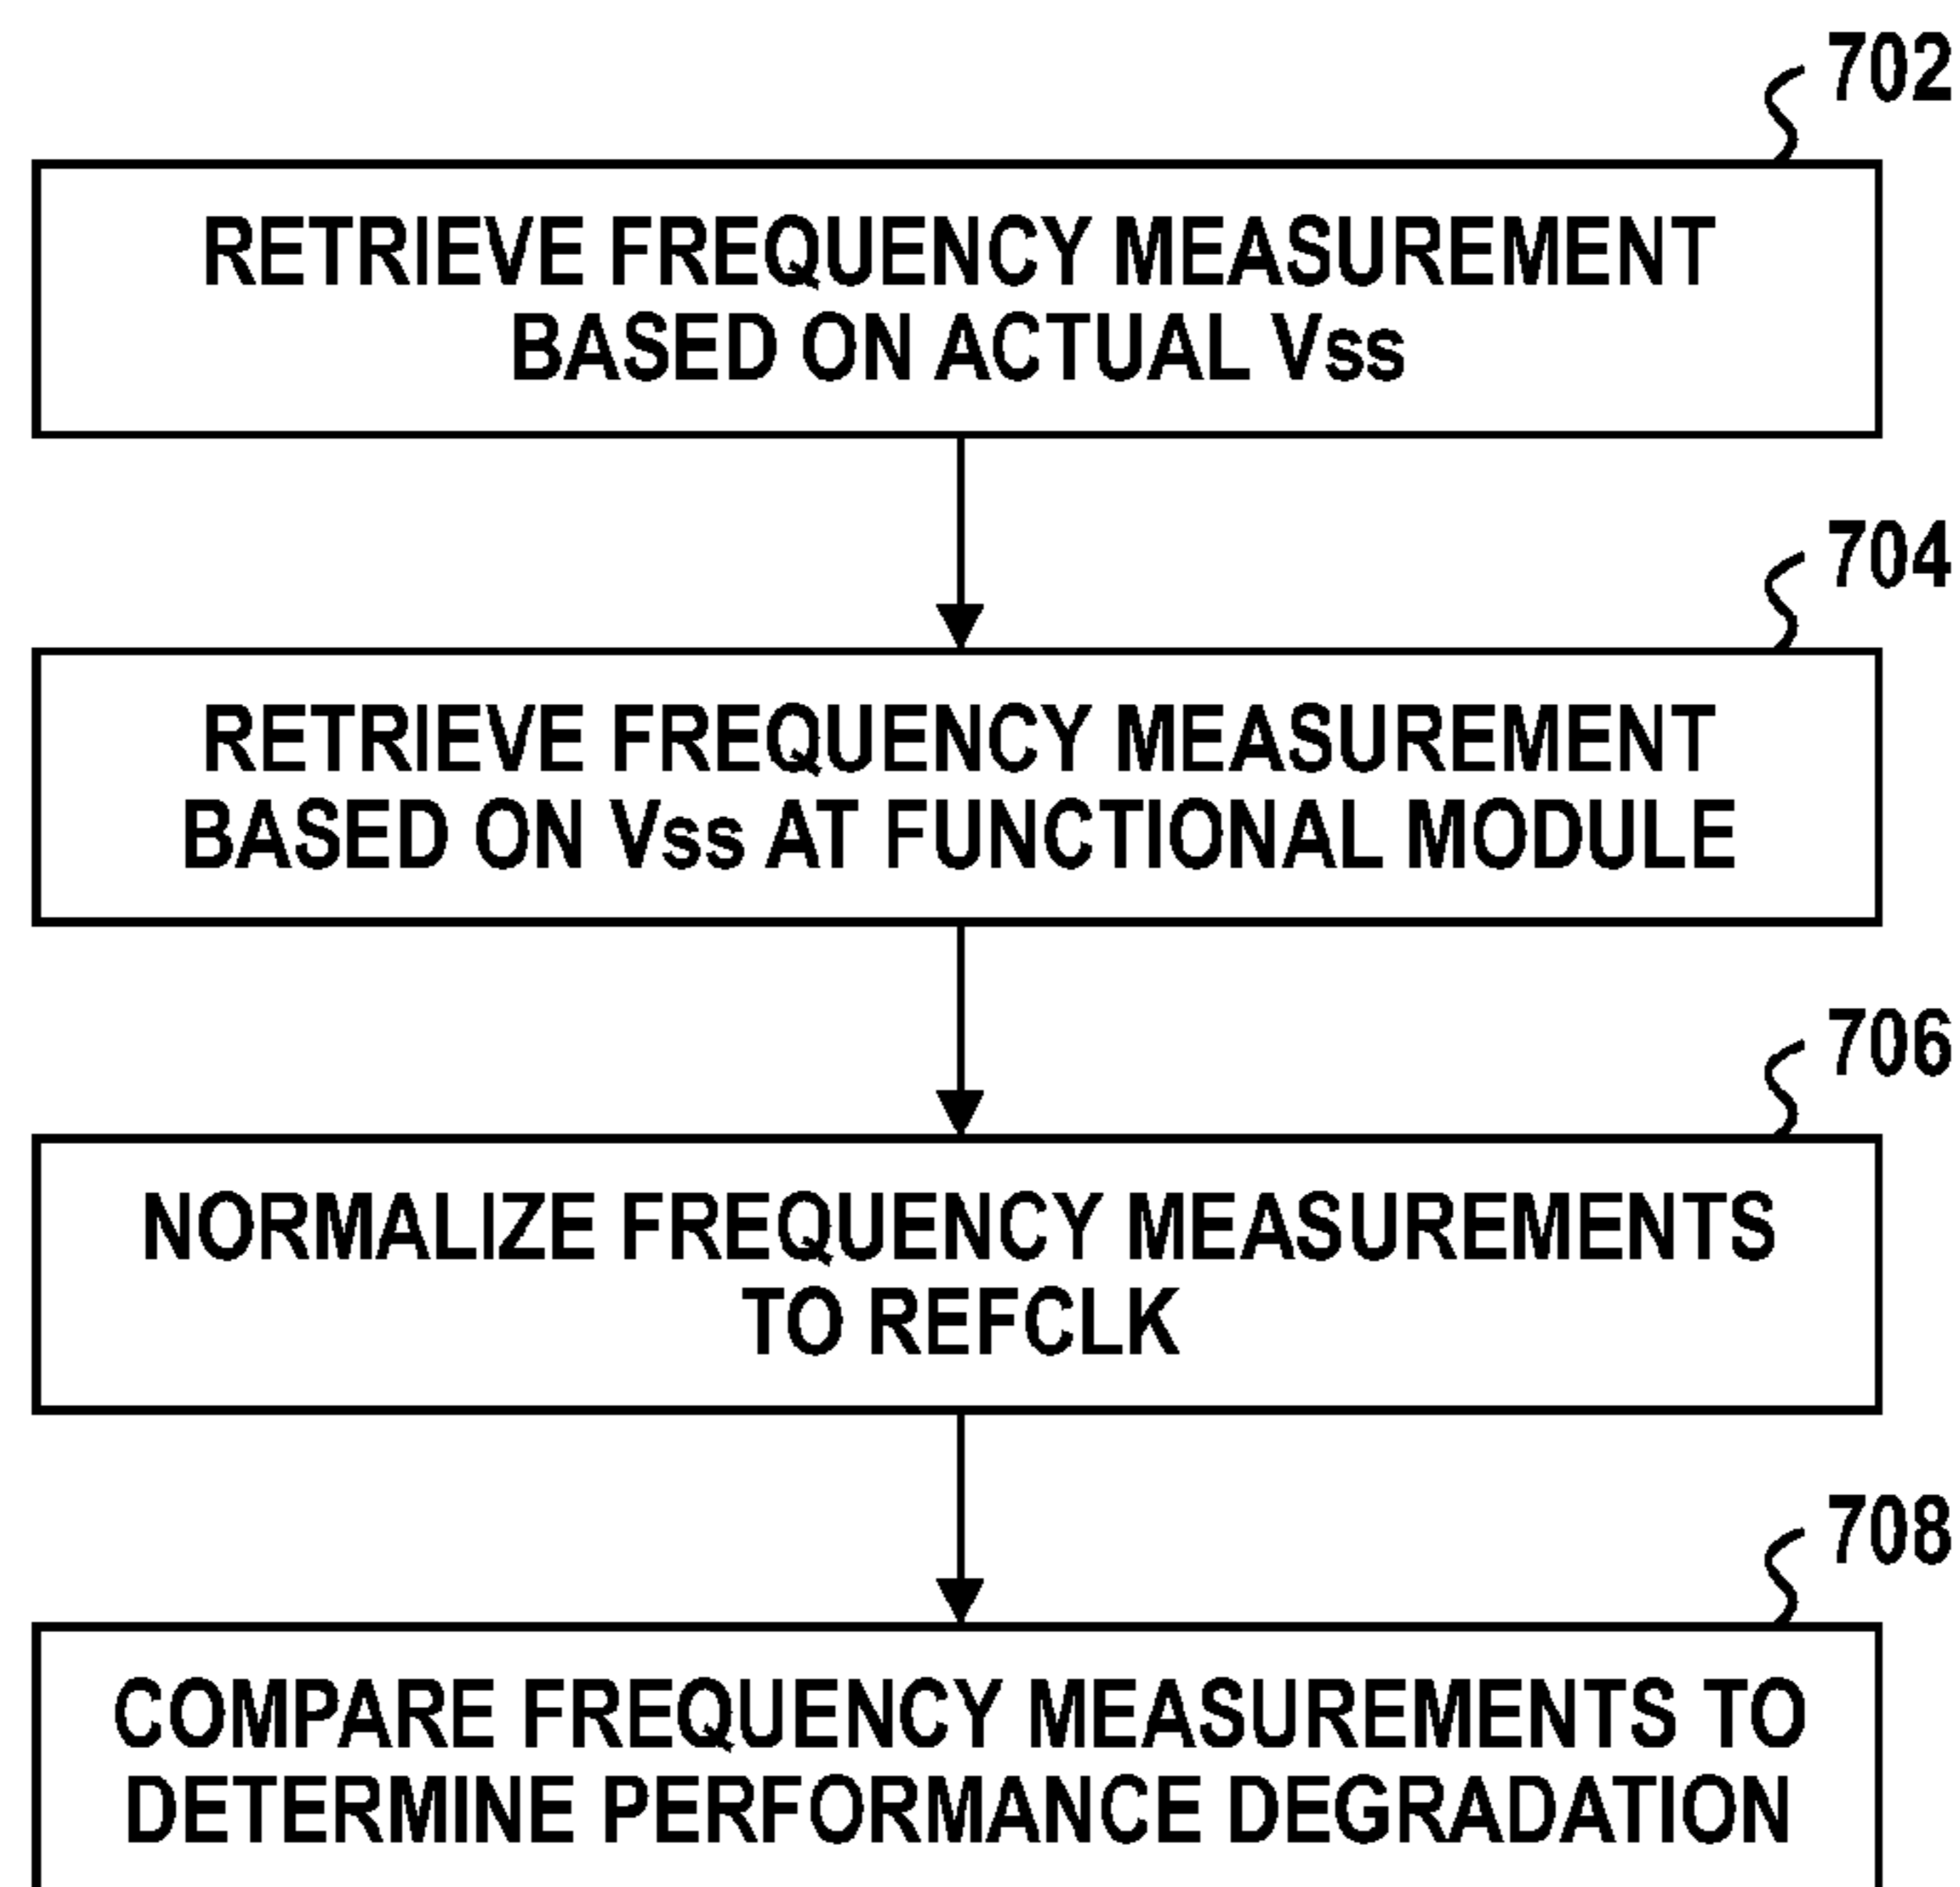 702
RETRIEVE FREQUENCY MEASUREMENT
BASED ON ACTUAL Vss
704
RETRIEVE FREQUENCY MEASUREMENT
BASED ON Vss AT FUNCTIONAL MODULE
706
NORMALIZE FREQUENCY MEASUREMENTS
TO REFCLK
708
COMPARE FREQUENCY MEASUREMENTS TO
DETERMINE PERFORMANCE DEGRADATION